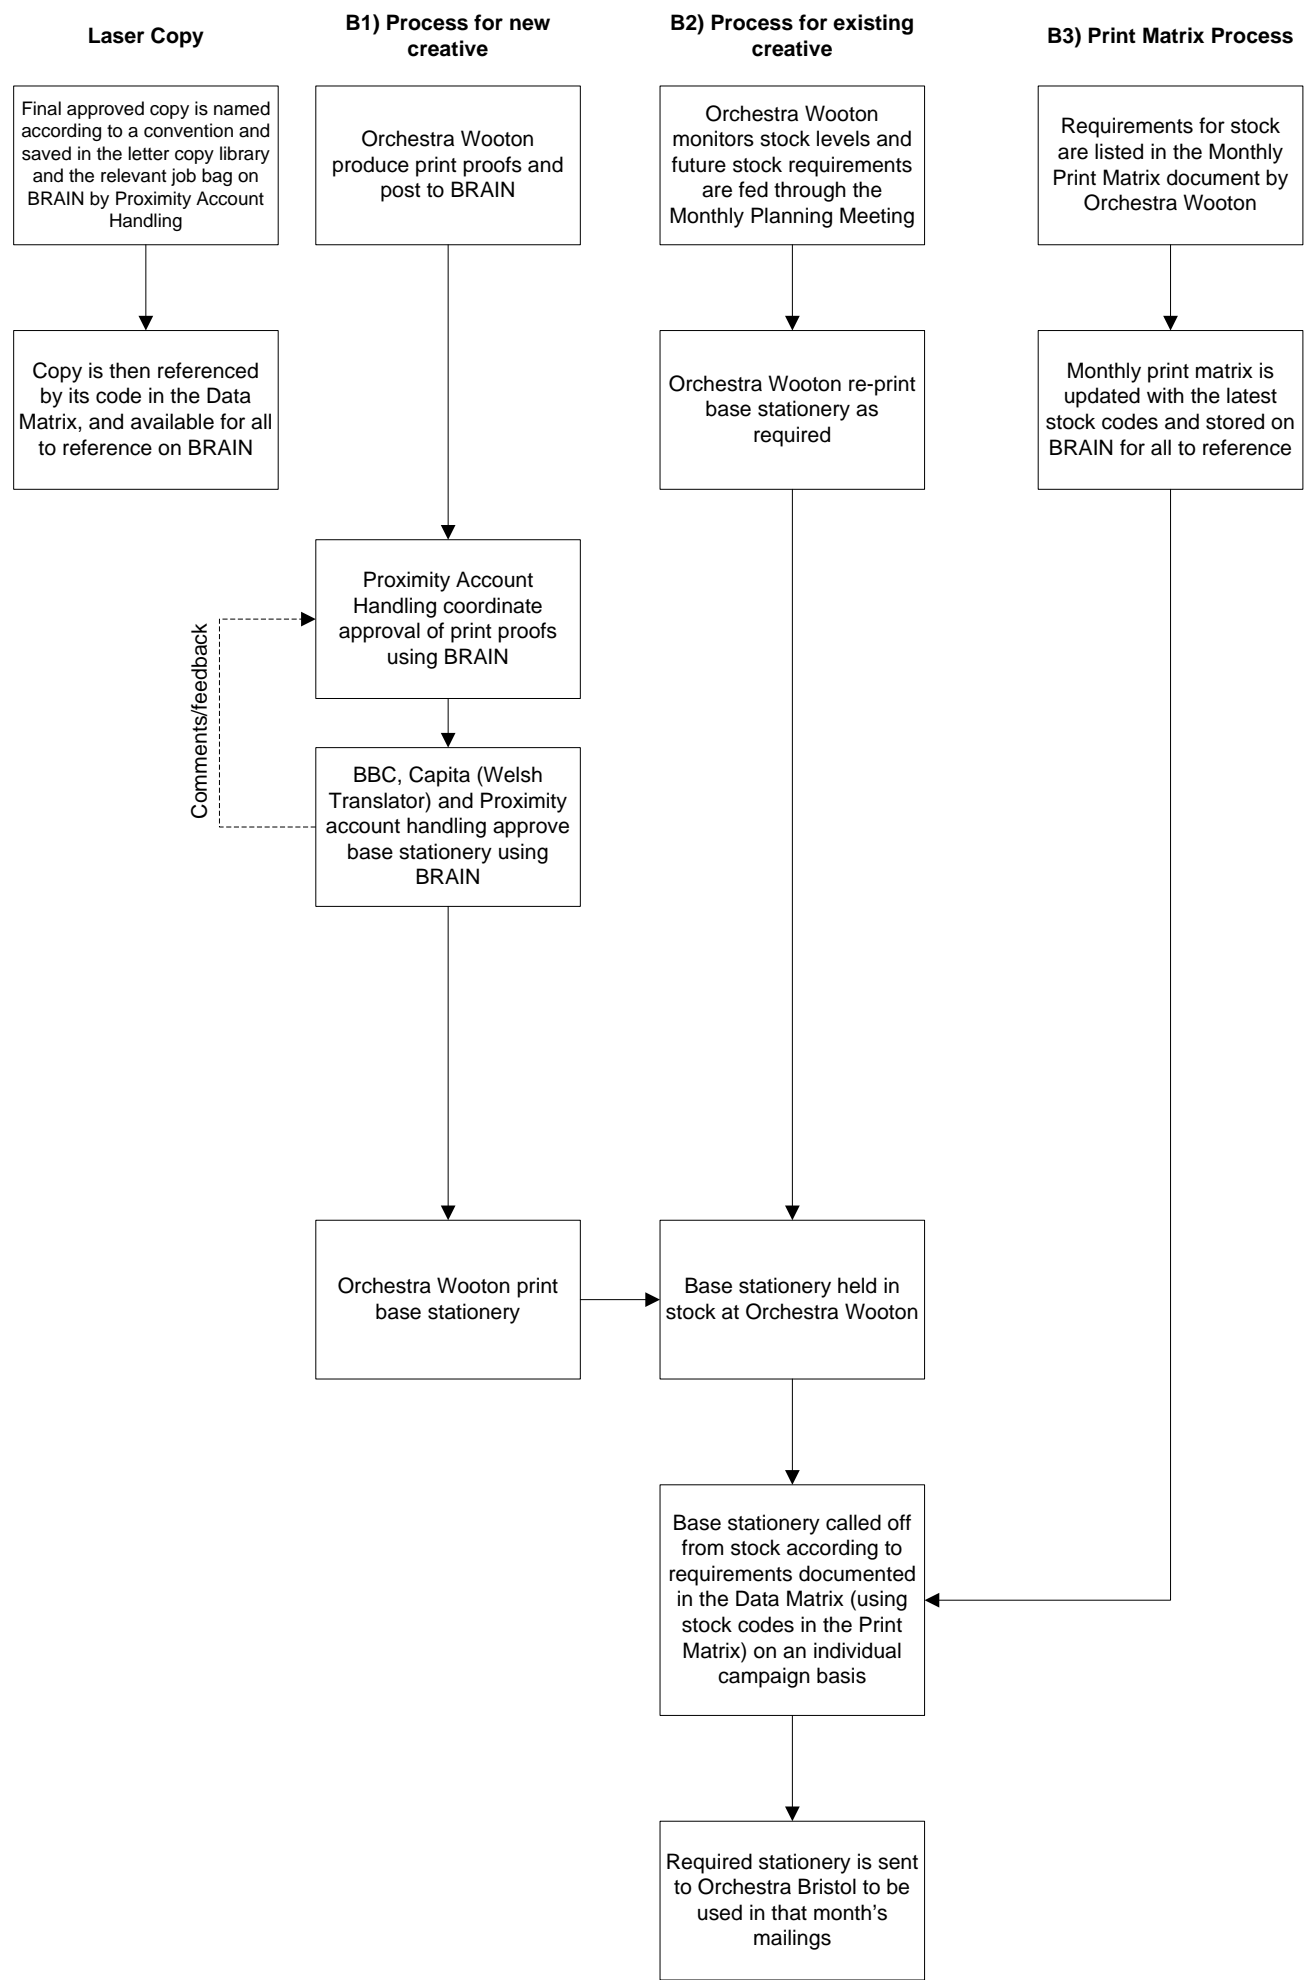 Laser Copy
B1) Process for new
creative
B2) Process for existing
creative
B3) Print Matrix Process
Final approved copy is named
according to a convention and
saved in the letter copy library
and the relevant job bag on
BRAIN by Proximity Account
Handling
Orchestra Wooton
produce print proofs and
post to BRAIN
Orchestra Wooton
monitors stock levels and
future stock requirements
are fed through the
Monthly Planning Meeting
Requirements for stock
are listed in the Monthly
Print Matrix document by
Orchestra Wooton
Copy is then referenced
by its code in the Data
Matrix, and available for all
to reference on BRAIN
Orchestra Wooton re-print
base stationery as
required
Monthly print matrix is
updated with the latest
stock codes and stored on
BRAIN for all to reference
Proximity Account
Handling coordinate
approval of print proofs
using BRAIN
Comments/feedback
BBC, Capita (Welsh
Translator) and Proximity
account handling approve
base stationery using
BRAIN
Orchestra Wooton print
base stationery
Base stationery held in
stock at Orchestra Wooton
Base stationery called off
from stock according to
requirements documented
in the Data Matrix (using
stock codes in the Print
Matrix) on an individual
campaign basis
Required stationery is sent
to Orchestra Bristol to be
used in that month's
mailings